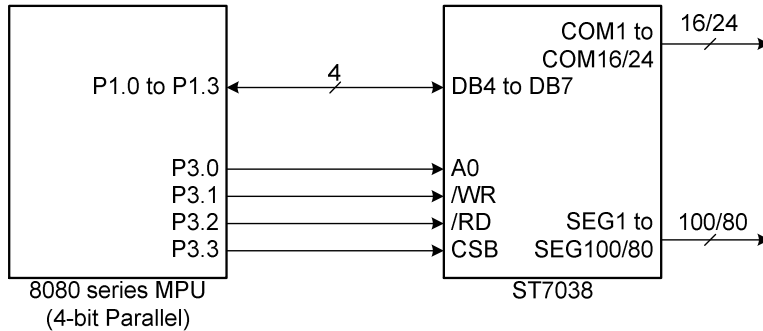 COM1 to
COM16/24
16/24
P1.0 to P1.3
4
DB4 to DB7
P3.0
A0
P3.1
/WR
P3.2
/RD
P3.3
CSB
SEG1 to
SEG100/80
100/80
8080 series MPU
(4-bit Parallel)
ST7038